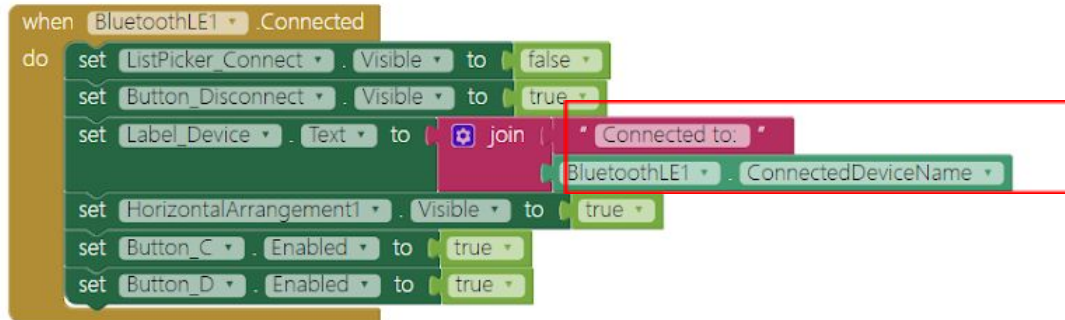 when BluetoothLE1 .Connected
do set ListPicker_Connect . Visible to false
set Button_Disconnect . Visible to true
set Label_Device . Text to join " Connected to: "
BluetoothLE1 . ConnectedDeviceName
set HorizontalArrangement1 . Visible to true
set Button_C . Enabled to true
set Button_D . Enabled to true